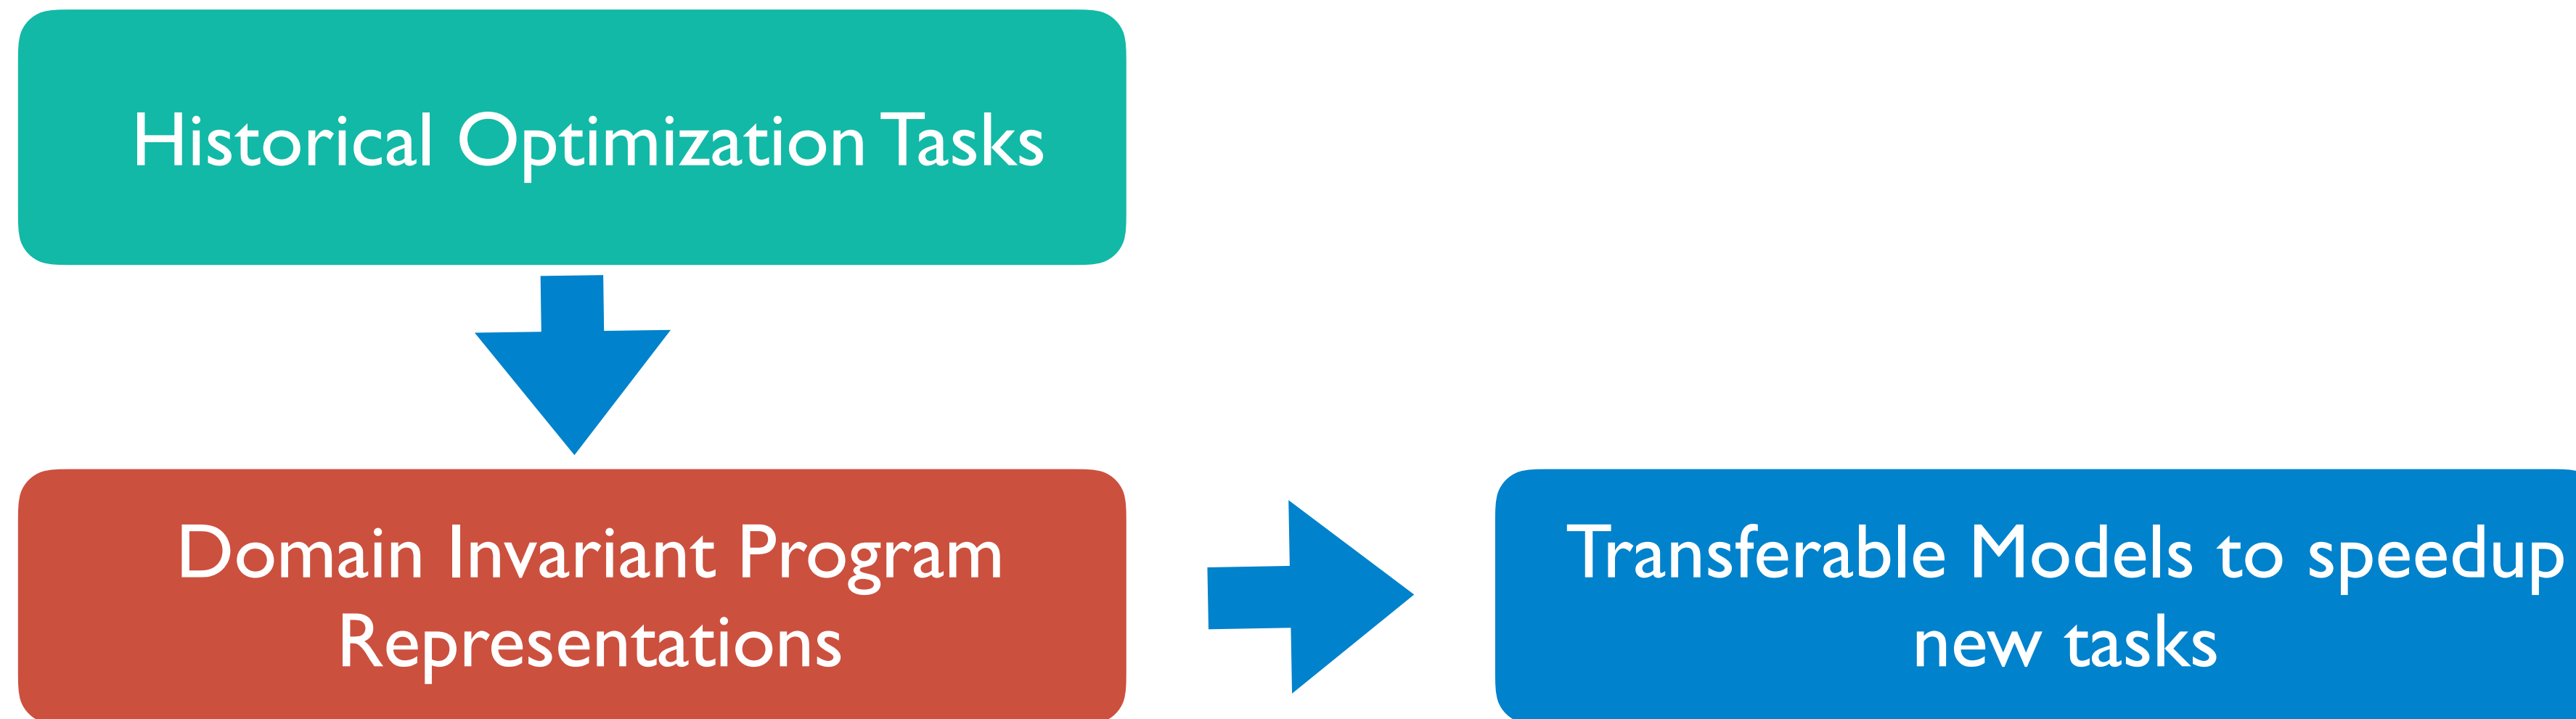 Historical Optimization Tasks
Domain Invariant Program
Representations
Transferable Models to speedup
new tasks